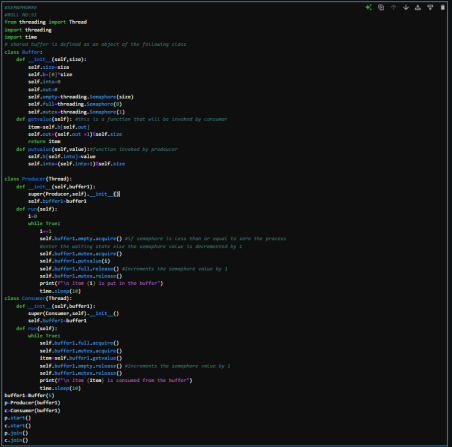 #SEMAPHORE
#ROLL NO:51
from threading import Thread
import threading
import time
# shared buffer is defined as an object of the following class
class Buffer:
    def __init__(self,size):
        self.size=size
        self.b=[0]*size
        self.into=0
        self.out=0
        self.empty=threading.Semaphore(size)
        self.full=threading.Semaphore(0)
        self.mutex=threading.Semaphore(1)
    def getvalue(self): #this is a function that will be invoked by consumer
        item=self.b[self.out]
        self.out=(self.out +1)%self.size
        return item
    def putvalue(self,value):#function invoked by producer
        self.b[self.into]=value
        self.into=(self.into+1)%self.size
class Producer(Thread):
    def __init__(self,buffer1):
        super(Producer,self).__init__()
        self.buffer1=buffer1
    def run(self):
        i=0
        while True:
            i+=1
            self.buffer1.empty.acquire() #if semaphore is less than or equal to zero the process
            #enter the waiting state else the semaphore value is decremented by 1
            self.buffer1.mutex.acquire()
            self.buffer1.putvalue(i)
            self.buffer1.full.release() #Increments the semaphore value by 1
            self.buffer1.mutex.release()
            print(f"\n Item {i} is put in the buffer")
            time.sleep(10)
class Consumer(Thread):
    def __init__(self,buffer1):
        super(Consumer,self).__init__()
        self.buffer1=buffer1
    def run(self):
        while True:
            self.buffer1.full.acquire()
            self.buffer1.mutex.acquire()
            item=self.buffer1.getvalue()
            self.buffer1.empty.release() #Increments the semaphore value by 1
            self.buffer1.mutex.release()
            print(f"\n Item {item} is consumed from the buffer")
            time.sleep(10)
buffer1=Buffer(5)
p=Producer(buffer1)
c=Consumer(buffer1)
p.start()
c.start()
p.join()
c.join()